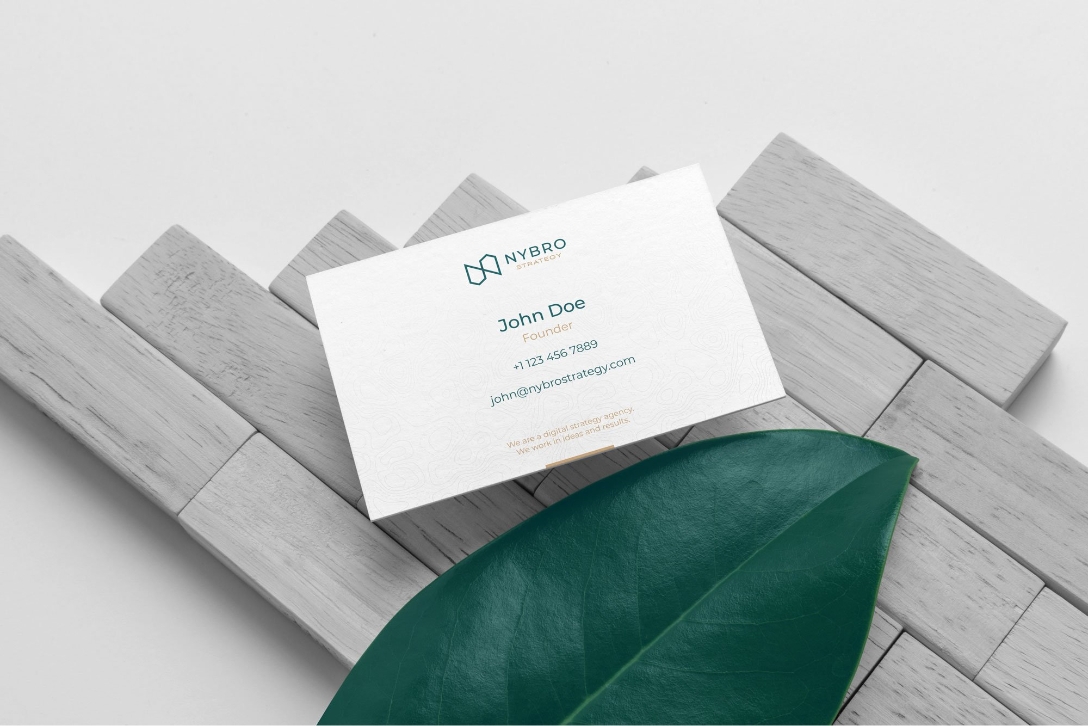 NYBRO
STRATEGY
John Doe
Founder
+1 123 456 7889
john@nybrostrategy.com
We are a digital strategy agency.
We work in ideas and results.